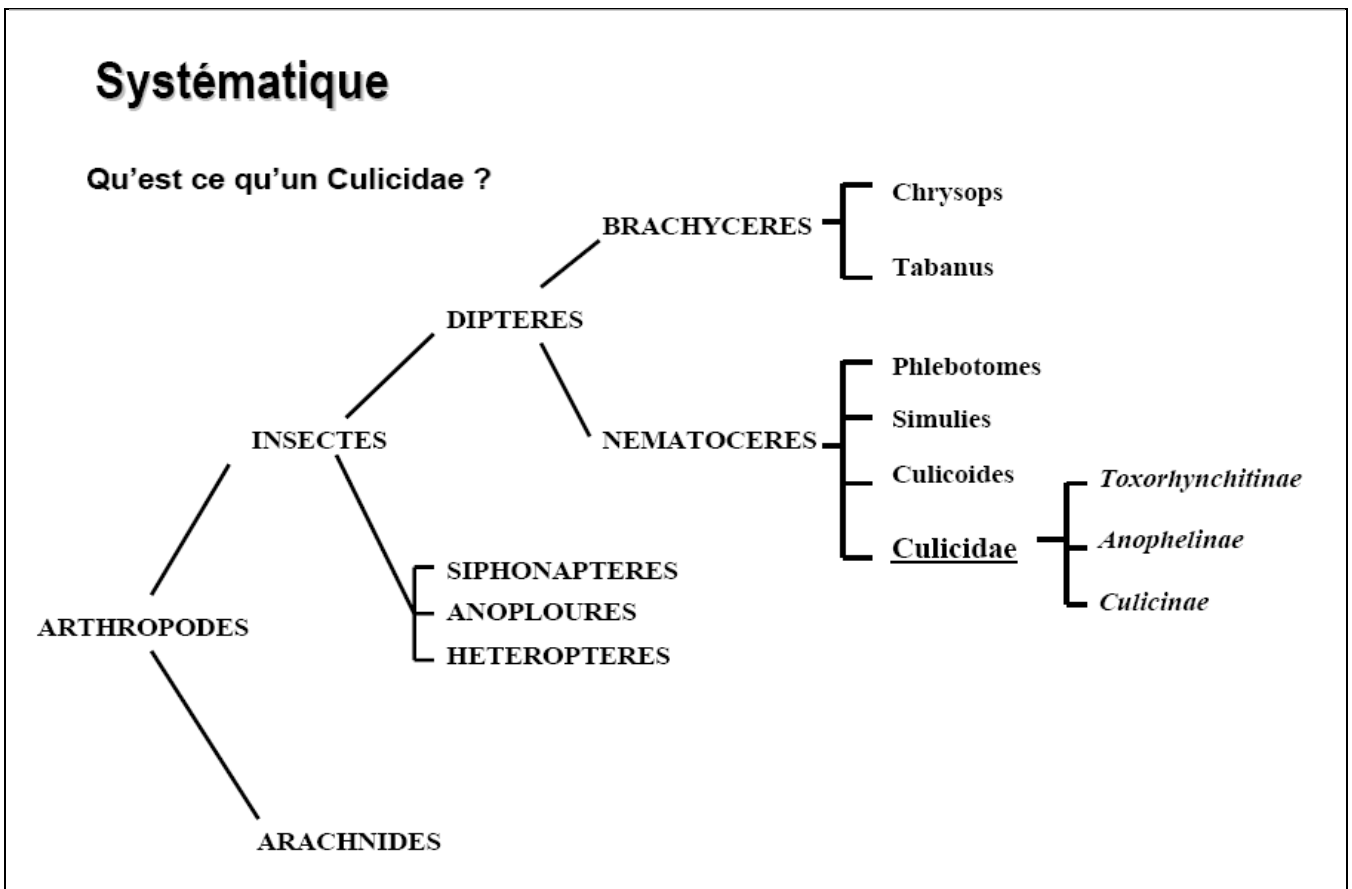 Systématique
Qu'est ce qu'un Culicidae ?
BRACHYCERES
Chrysops
Tabanus
DIPTERES
Phlebotomes
Simulies
INSECTES
NEMATOCERES
Culicoides
Culicidae
Toxorhynchitinae
Anophelinae
Culicinae
SIPHONAPTERES
ANOPLOURES
HETEROPTERES
ARTHROPODES
ARACHNIDES